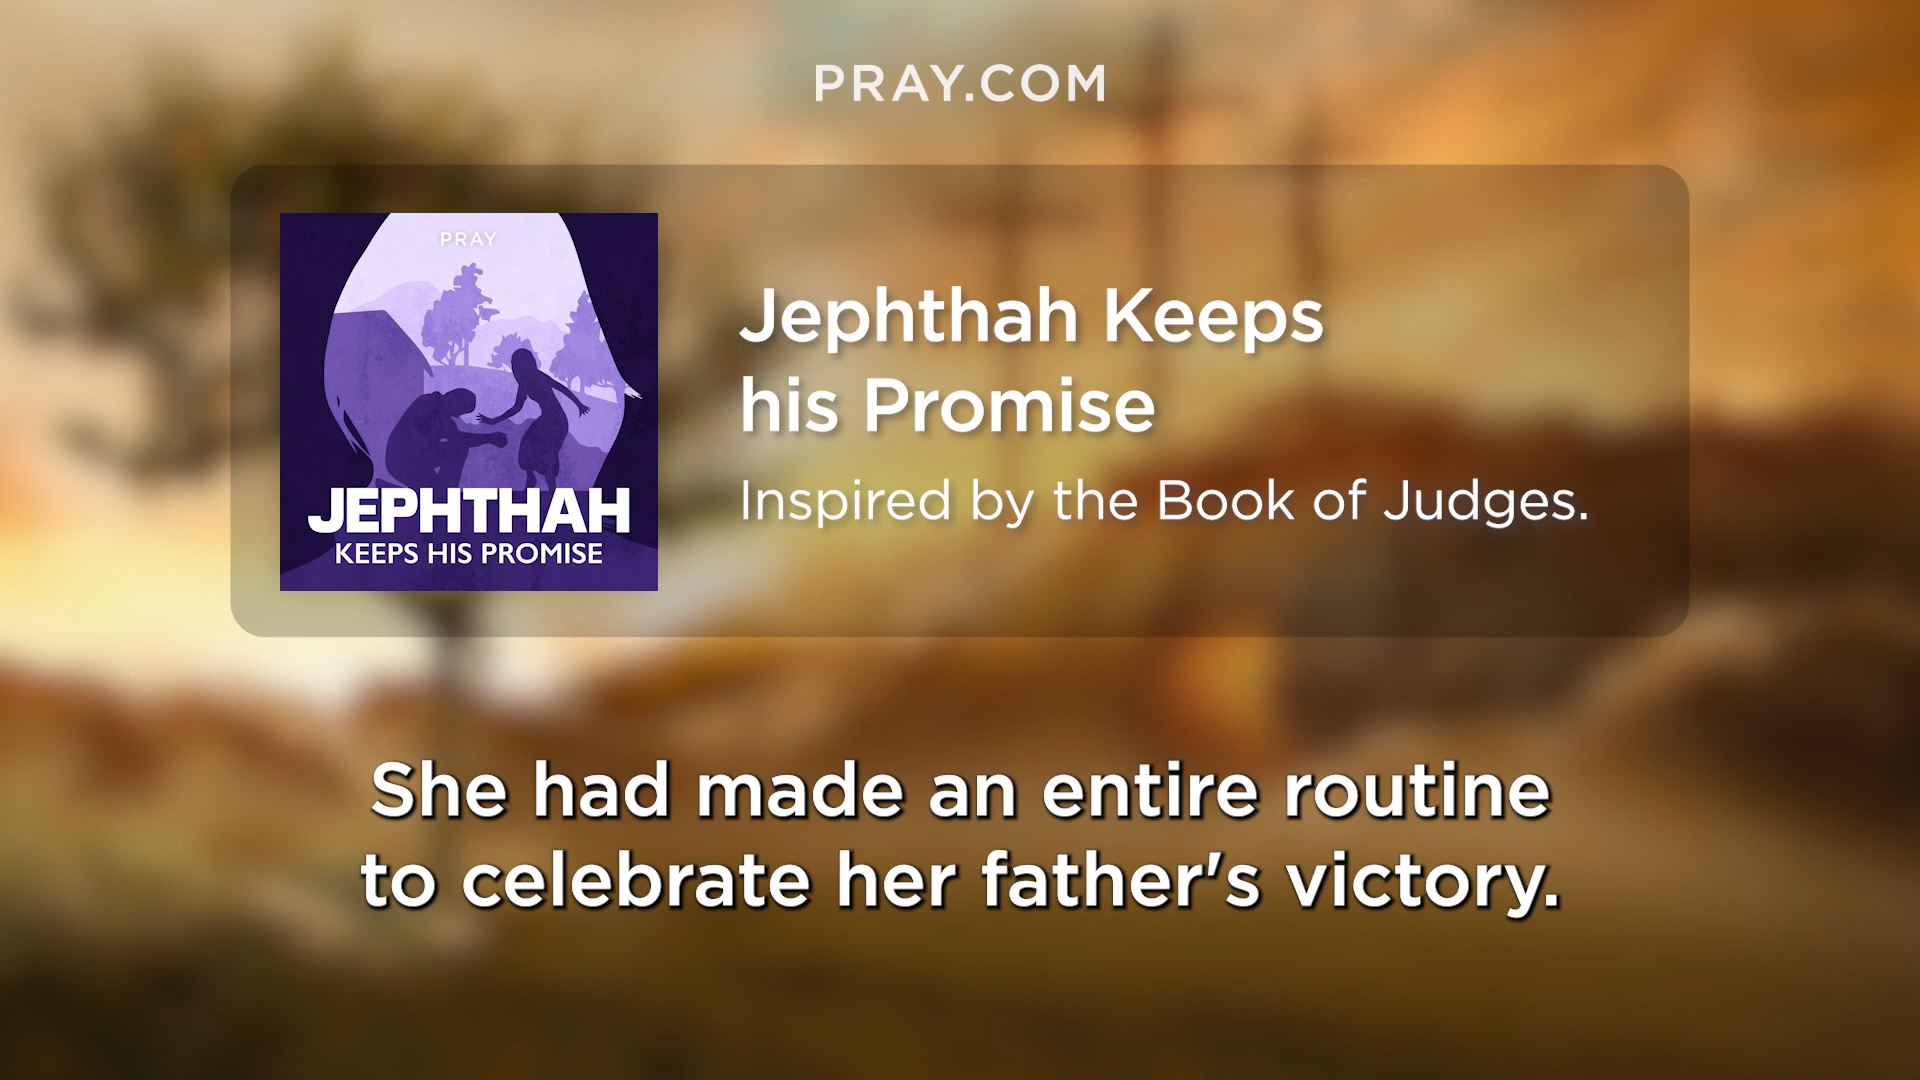 PRAY.COM
PRAY
JEPHTHAH
KEEPS HIS PROMISE
Jephthah Keeps
his Promise
Inspired by the Book of Judges.
She had made an entire routine
to celebrate her father's victory.